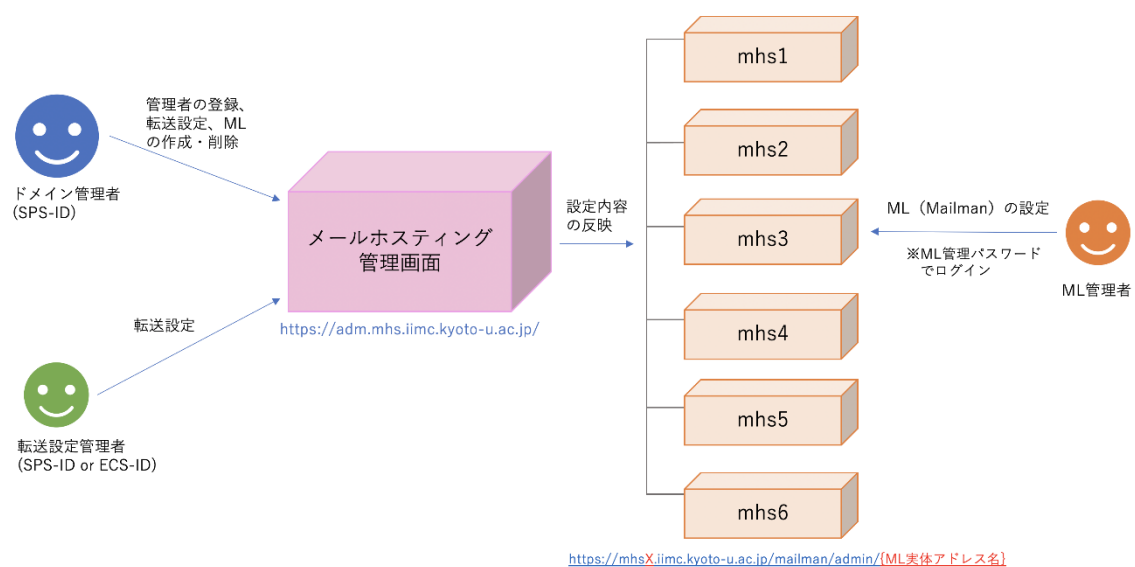 管理者の登録、
転送設定、ML
の作成・削除
ドメイン管理者
(SPS-ID)
メールホスティング
管理画面
https://adm.mhs.iimc.kyoto-u.ac.jp/
転送設定
転送設定管理者
(SPS-ID or ECS-ID)
設定内容
の反映
mhs1
mhs2
mhs3
mhs4
mhs5
mhs6
https://mhsX.iimc.kyoto-u.ac.jp/mailman/admin/{ML実体アドレス名}
ML（Mailman）の設定
※ML管理パスワード
でログイン
ML管理者